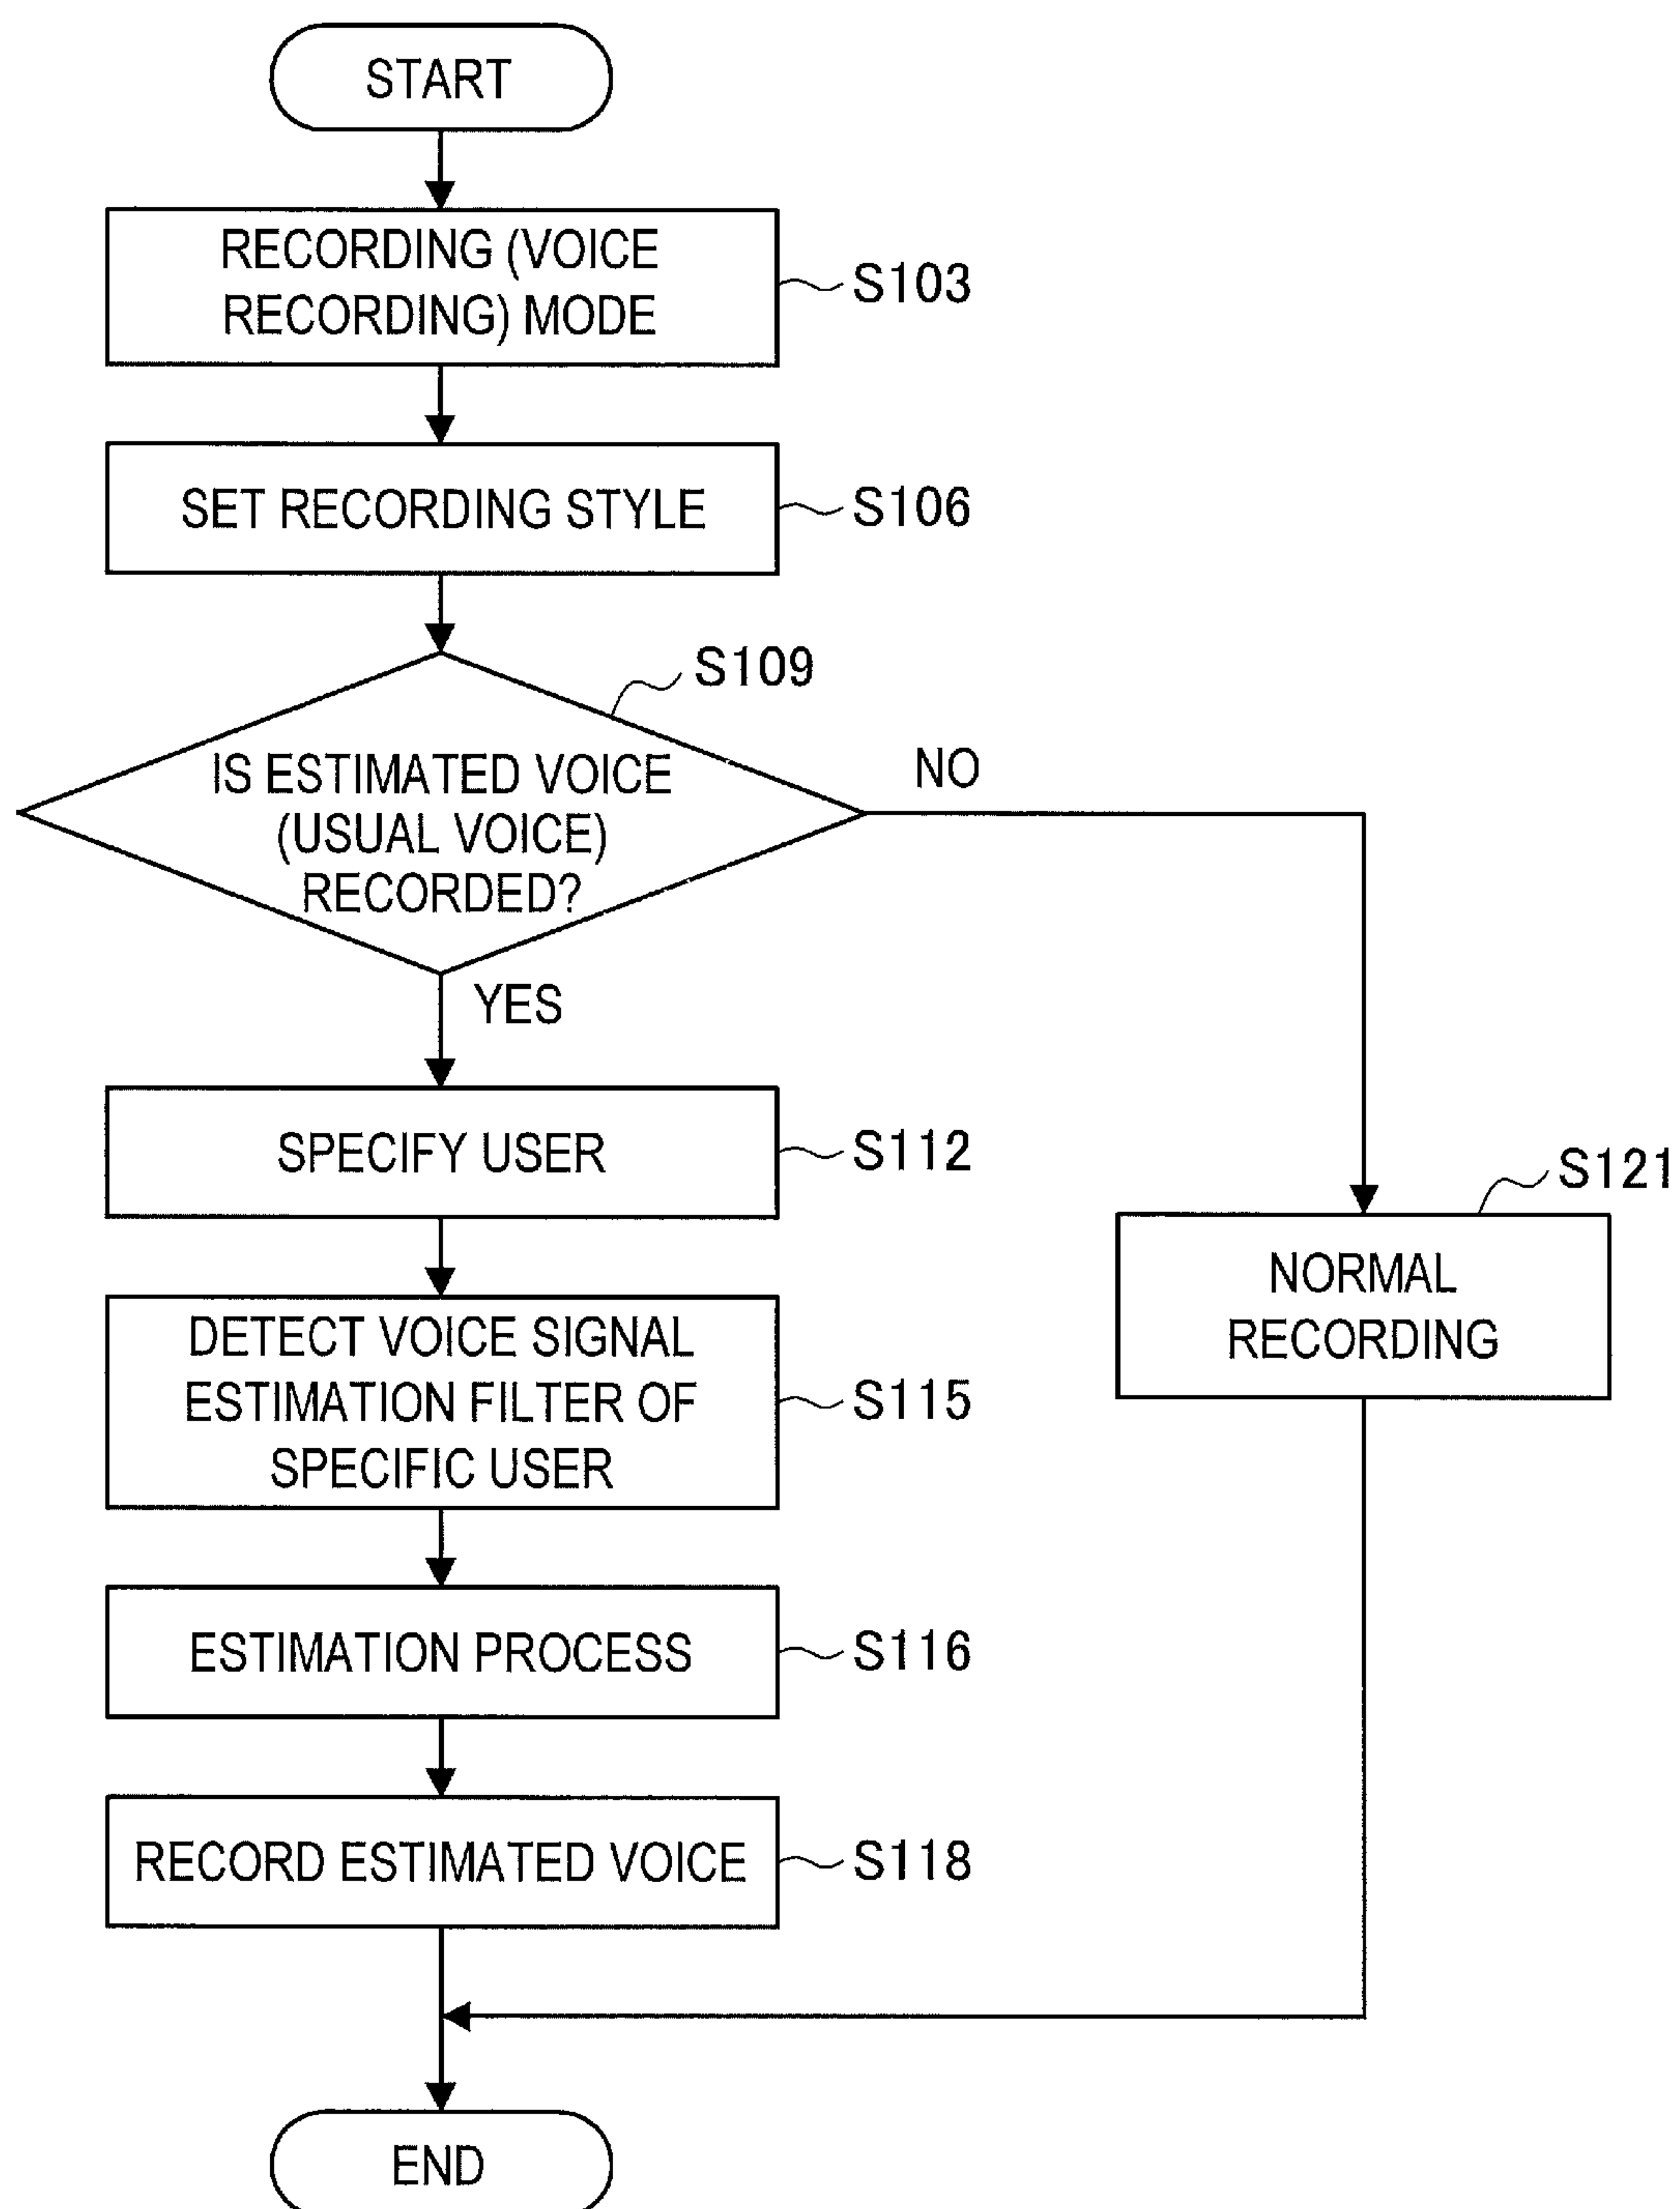 START
RECORDING (VOICE
RECORDING) MODE
S103
SET RECORDING STYLE
S106
S109
IS ESTIMATED VOICE
(USUAL VOICE)
RECORDED?
NO
YES
SPECIFY USER
S112
S121
NORMAL
RECORDING
DETECT VOICE SIGNAL
ESTIMATION FILTER OF
SPECIFIC USER
S115
ESTIMATION PROCESS
S116
RECORD ESTIMATED VOICE
S118
END